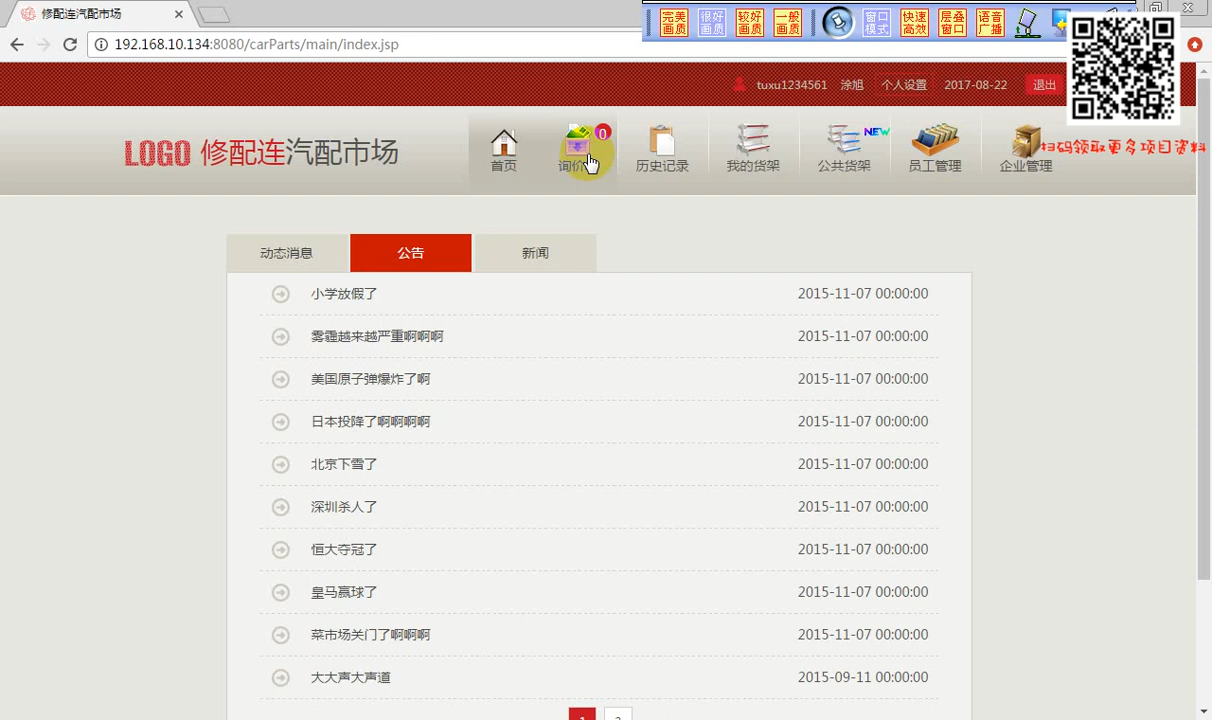 修配连汽配市场
192.168.10.134:8080/carParts/main/index.jsp
完美画质 很好画质 较好画质 一般画质 窗口模式 快速高效 层叠窗口 语音广播
tuxu1234561 涂旭 个人设置 2017-08-22 退出
LOGO 修配连汽配市场
0
NEW
首页 询价 历史记录 我的货架 公共货架 员工管理 企业管理
扫码领取更多项目资料
动态消息 公告 新闻
小学放假了 2015-11-07 00:00:00
雾霾越来越严重啊啊啊 2015-11-07 00:00:00
美国原子弹爆炸了啊 2015-11-07 00:00:00
日本投降了啊啊啊啊 2015-11-07 00:00:00
北京下雪了 2015-11-07 00:00:00
深圳杀人了 2015-11-07 00:00:00
恒大夺冠了 2015-11-07 00:00:00
皇马赢球了 2015-11-07 00:00:00
菜市场关门了啊啊啊 2015-11-07 00:00:00
大大声大声道 2015-09-11 00:00:00
1 2